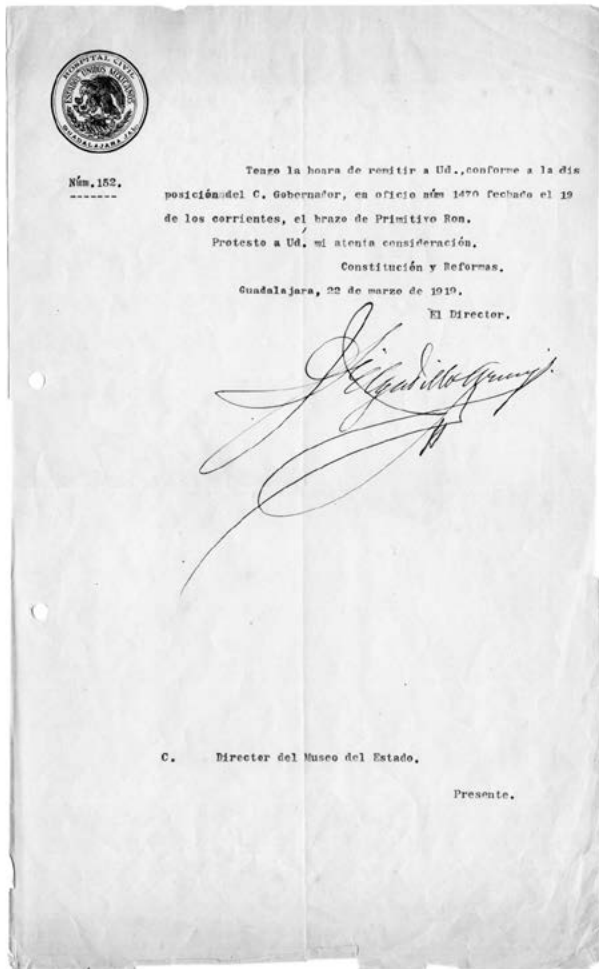 HOSPITAL CIVIL
ESTADOS UNIDOS MEXICANOS
GUADALAJARA JAL.
Núm.152.
Tengo la honra de remitir a Ud.,conforme a la dis
posición del C. Gobernador, en oficio núm 1470 fechado el 19
de los corrientes, el brazo de Primitivo Ron.
Protesto a Ud. mi atenta consideración.
Constitución y Reformas.
Guadalajara, 22 de marzo de 1919.
El Director.
C. Director del Museo del Estado.
Presente.